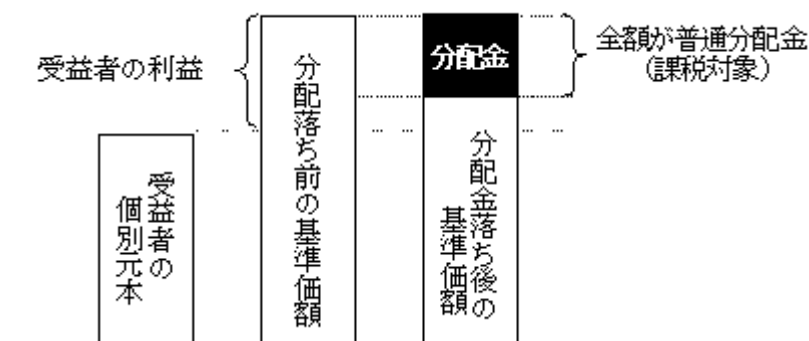 受益者の利益
分配落ち前の基準価額
分配金
全額が普通分配金
(課税対象)
受益者の
個別元本
分配金落ち後の
基準価額